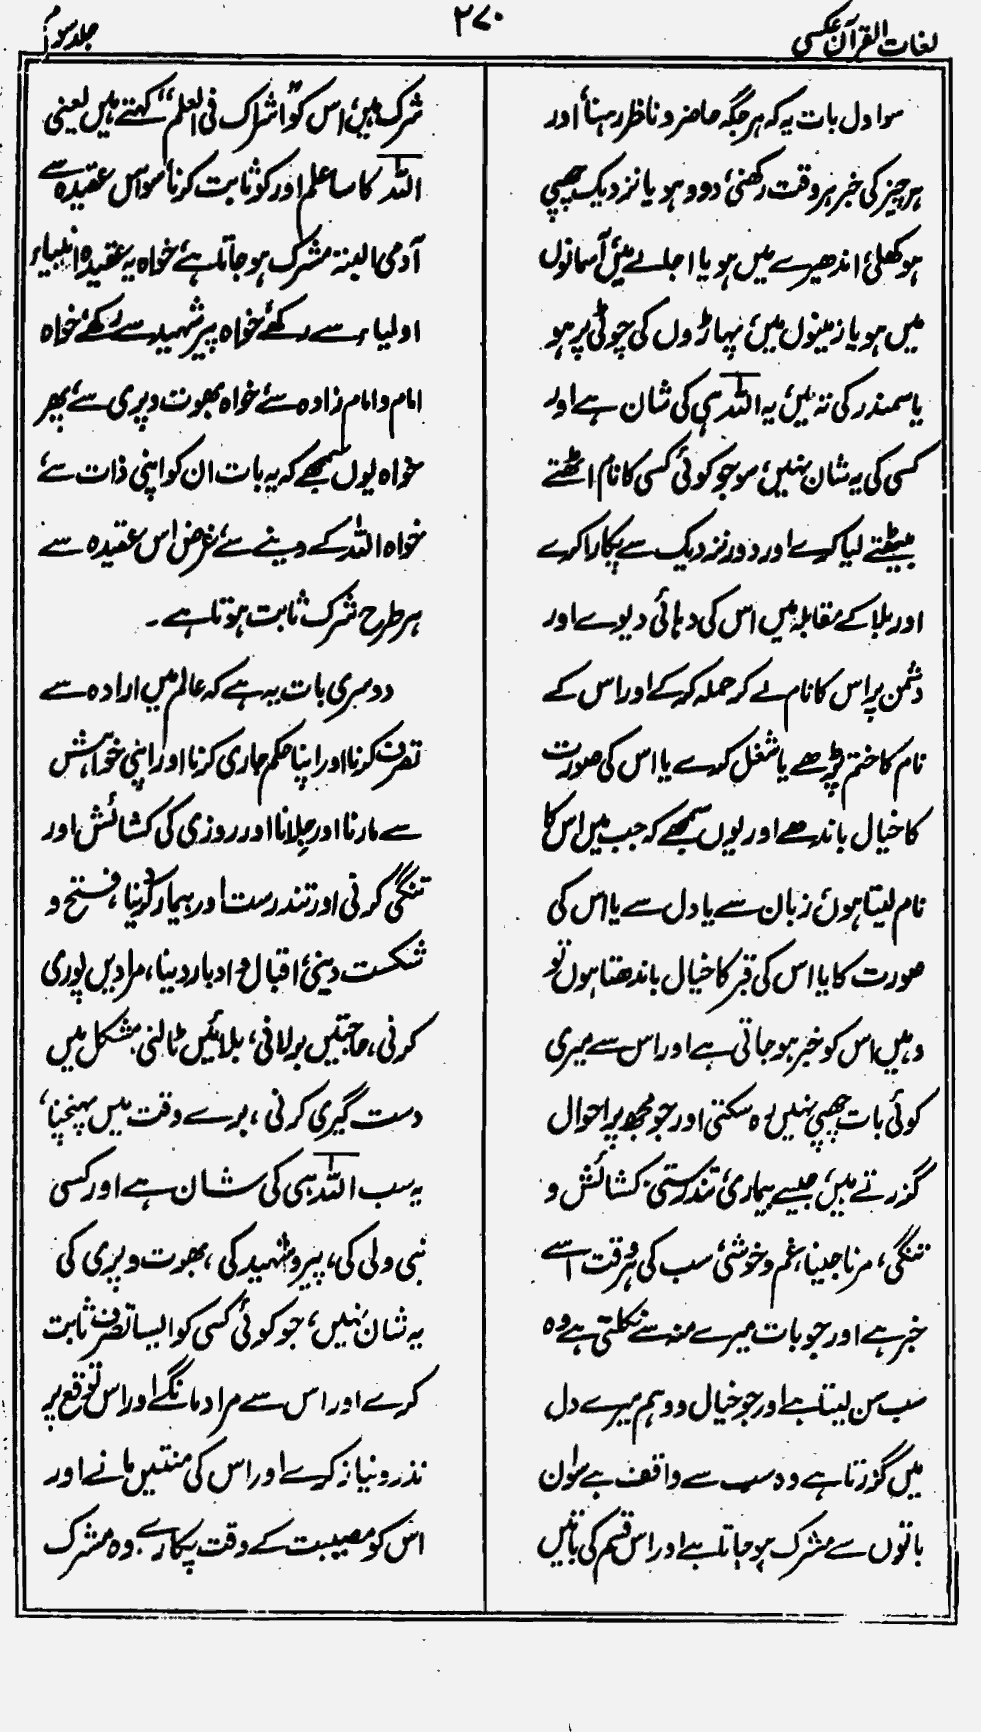 لغات القرآن عکسی
۲۷۰
جلد سوم
سو اول بات یہ کہ ہر جگہ حاضر و ناظر رہنا، اور
ہر چیز کی خبر ہر وقت رکھنی، دور ہو یا نزدیک چھپی
ہو کھلی، اندھیرے میں ہو یا اجالے میں، آسمانوں
میں ہو یا زمینوں میں، پہاڑوں کی چوٹی پر ہو
یا سمندر کی تہ میں، یہ اللہ ہی کی شان ہے اور
کسی کی یہ شان نہیں، سو جو کوئی کسی کا نام اٹھتے
بیٹھتے لیا کرے اور دور نزدیک سے پکارا کرے
اور بلا کے مقابلہ میں اس کی دہائی دیوے اور
دشمن پر اس کا نام لے کر حملہ کرے اور اس کے
نام کا ختم پڑھے یا شغل کرے یا اس کی صورت
کا خیال باندھے اور یوں سمجھے کہ جب میں اس کا
نام لیتا ہوں، زبان سے یا دل سے یا اس کی
صورت کا یا اس کی قبر کا خیال باندھتا ہوں تو
وہیں اس کو خبر ہو جاتی ہے اور اس سے میری
کوئی بات چھپی نہیں رہ سکتی اور جو مجھ پر احوال
گزرتے ہیں، جیسے بیماری، تندرستی، کشائش و
تنگی، مرنا جینا، غم و خوشی، سب کی ہر وقت اسے
خبر ہے اور جو بات میرے منہ سے نکلتی ہے وہ
سب سن لیتا ہے اور جو خیال و وہم میرے دل
میں گزرتا ہے وہ سب سے واقف ہے سو ان
باتوں سے مشرک ہو جاتا ہے اور اس قسم کی باتیں
شرک ہیں، اس کو "اشراک فی العلم" کہتے ہیں یعنی
اللہ کا سا علم اور کو ثابت کرنا، سو اس عقیدہ سے
آدمی البتہ مشرک ہو جاتا ہے، خواہ یہ عقیدہ انبیاء
اولیاء سے رکھے، خواہ پیر شہید سے رکھے، خواہ
امام و امام زادہ سے، خواہ بھوت و پری سے، پھر
خواہ یوں سمجھے کہ یہ بات ان کو اپنی ذات سے،
خواہ اللہ کے دینے سے، غرض اس عقیدہ سے
ہر طرح شرک ثابت ہوتا ہے۔
دوسری بات یہ ہے کہ عالم میں ارادہ سے
تصرف کرنا اور اپنا حکم جاری کرنا اور اپنی خواہش
سے مارنا اور جلانا اور روزی کی کشائش اور
تنگی کرنی اور تندرست اور بیمار کر دینا، فتح و
شکست دینی، اقبال و ادبار دینا، مرادیں پوری
کرنی، حاجتیں بر لانی، بلائیں ٹالنی، مشکل میں
دست گیری کرنی، برے وقت میں پہنچنا،
یہ سب اللہ ہی کی شان ہے اور کسی
نبی ولی کی، پیر و شہید کی، بھوت و پری کی
یہ شان نہیں، جو کوئی کسی کو ایسا تصرف ثابت
کرے اور اس سے مراد مانگے اور اس توقع پر
نذر و نیاز کرے اور اس کی منتیں مانے اور
اس کو مصیبت کے وقت پکارے وہ مشرک